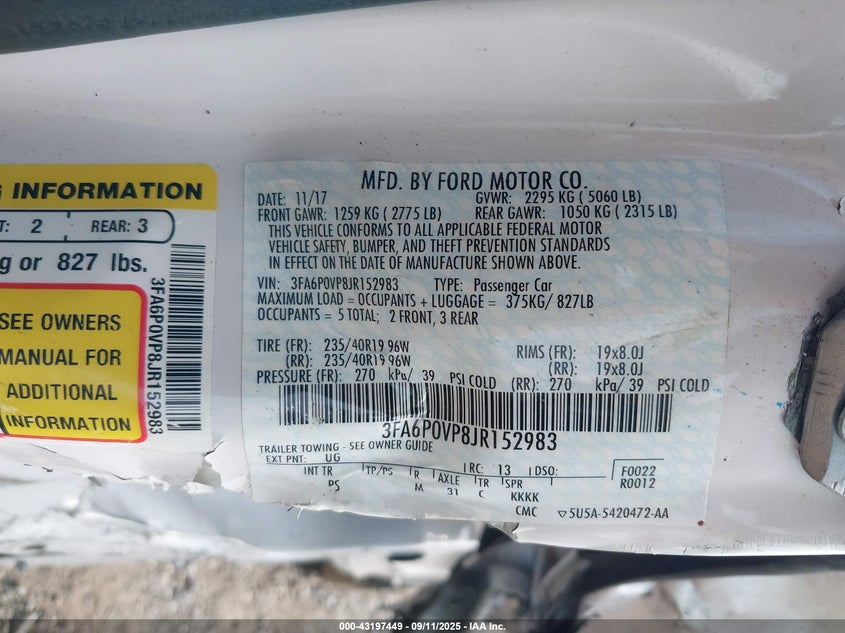 G INFORMATION
T: 2 REAR: 3
g or 827 lbs.
SEE OWNERS
MANUAL FOR
ADDITIONAL
INFORMATION
3FA6P0VP8JR152983
MFD. BY FORD MOTOR CO.
DATE: 11/17 GVWR: 2295 KG ( 5060 LB)
FRONT GAWR: 1259 KG ( 2775 LB) REAR GAWR: 1050 KG ( 2315 LB)
THIS VEHICLE CONFORMS TO ALL APPLICABLE FEDERAL MOTOR
VEHICLE SAFETY, BUMPER, AND THEFT PREVENTION STANDARDS
IN EFFECT ON THE DATE OF MANUFACTURE SHOWN ABOVE.
VIN: 3FA6P0VP8JR152983 TYPE: Passenger Car
MAXIMUM LOAD = OCCUPANTS + LUGGAGE = 375KG/ 827LB
OCCUPANTS = 5 TOTAL; 2 FRONT, 3 REAR
TIRE (FR): 235/40R19 96W RIMS (FR): 19x8.0J
(RR): 235/40R19 96W (RR): 19x8.0J
PRESSURE (FR): 270 kPa/ 39 PSI COLD (RR): 270 kPa/ 39 PSI COLD
3FA6P0VP8JR152983
TRAILER TOWING - SEE OWNER GUIDE
EXT PNT: UG RC: 13 DSO: F0022
INT TR TP/PS R AXLE TR SPR R0012
PS M 31 C KKKK
CMC ▽5U5A-5420472-AA
000-43197449 - 09/11/2025 - IAA Inc.